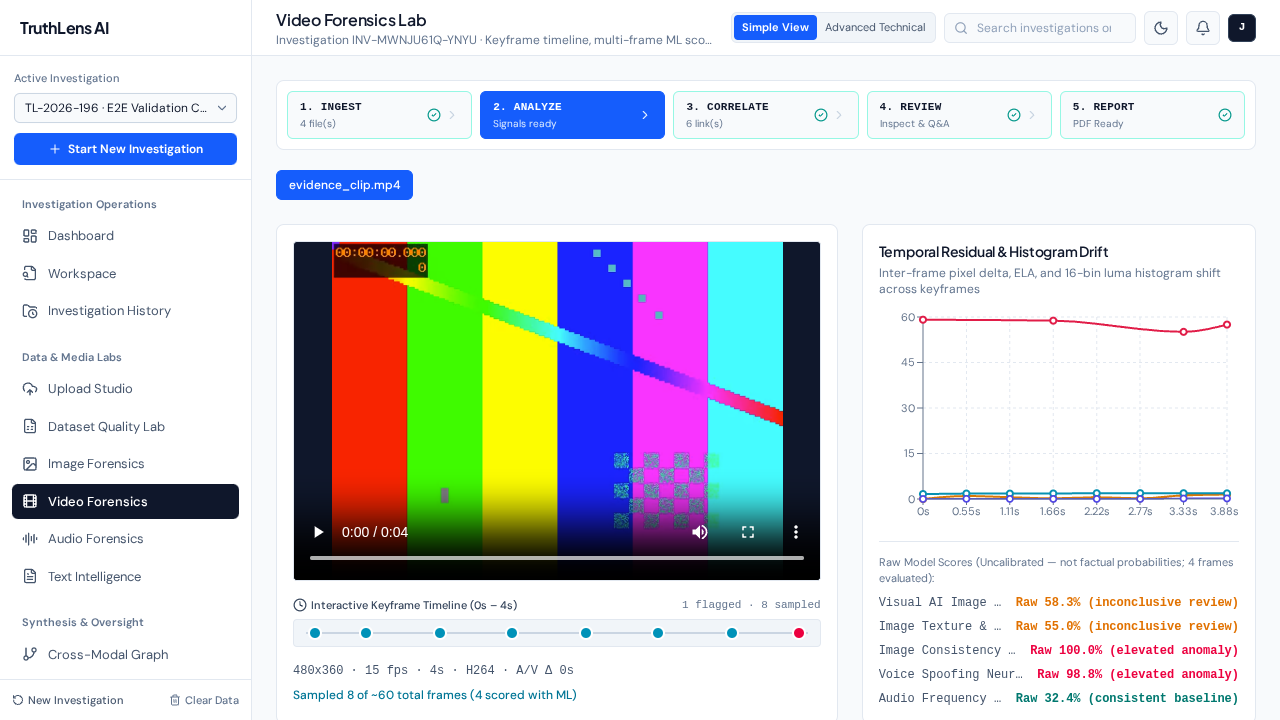 TruthLens AI
Active Investigation
TL-2026-196 · E2E Validation C…
Start New Investigation
Investigation Operations
Dashboard
Workspace
Investigation History
Data & Media Labs
Upload Studio
Dataset Quality Lab
Image Forensics
Video Forensics
Audio Forensics
Text Intelligence
Synthesis & Oversight
Cross-Modal Graph
New Investigation
Clear Data
Video Forensics Lab
Investigation INV-MWNJU61Q-YNYU · Keyframe timeline, multi-frame ML sco…
Simple View
Advanced Technical
Search investigations or
J
1. INGEST
4 file(s)
2. ANALYZE
Signals ready
3. CORRELATE
6 link(s)
4. REVIEW
Inspect & Q&A
5. REPORT
PDF Ready
evidence_clip.mp4
00:00:00.000
0
0:00 / 0:04
Interactive Keyframe Timeline (0s – 4s)
1 flagged · 8 sampled
480x360 · 15 fps · 4s · H264 · A/V Δ 0s
Sampled 8 of ~60 total frames (4 scored with ML)
Temporal Residual & Histogram Drift
Inter-frame pixel delta, ELA, and 16-bin luma histogram shift
across keyframes
60
45
30
15
0
0s 0.55s 1.11s 1.66s 2.22s 2.77s 3.33s 3.88s
Raw Model Scores (Uncalibrated — not factual probabilities; 4 frames
evaluated):
Visual AI Image … Raw 58.3% (inconclusive review)
Image Texture & … Raw 55.0% (inconclusive review)
Image Consistency … Raw 100.0% (elevated anomaly)
Voice Spoofing Neur… Raw 98.8% (elevated anomaly)
Audio Frequency … Raw 32.4% (consistent baseline)